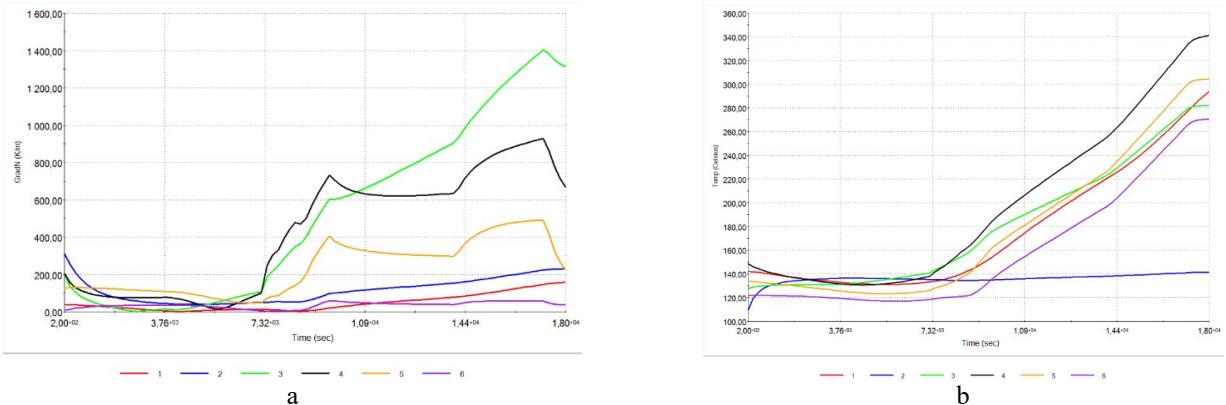 1 600,00
1 400,00
1 200,00
1 000,00
800,00
600,00
400,00
200,00
0,00
GradN (K/m)
2,00+02 3,76+03 7,32+03 1,09+04 1,44+04 1,80+04
Time (sec)
1 2 3 4 5 6
a
360,00
340,00
320,00
300,00
280,00
260,00
240,00
220,00
200,00
180,00
160,00
140,00
120,00
100,00
Temp (Celsius)
2,00+02 3,76+03 7,32+03 1,09+04 1,44+04 1,80+04
Time (sec)
1 2 3 4 5 6
b